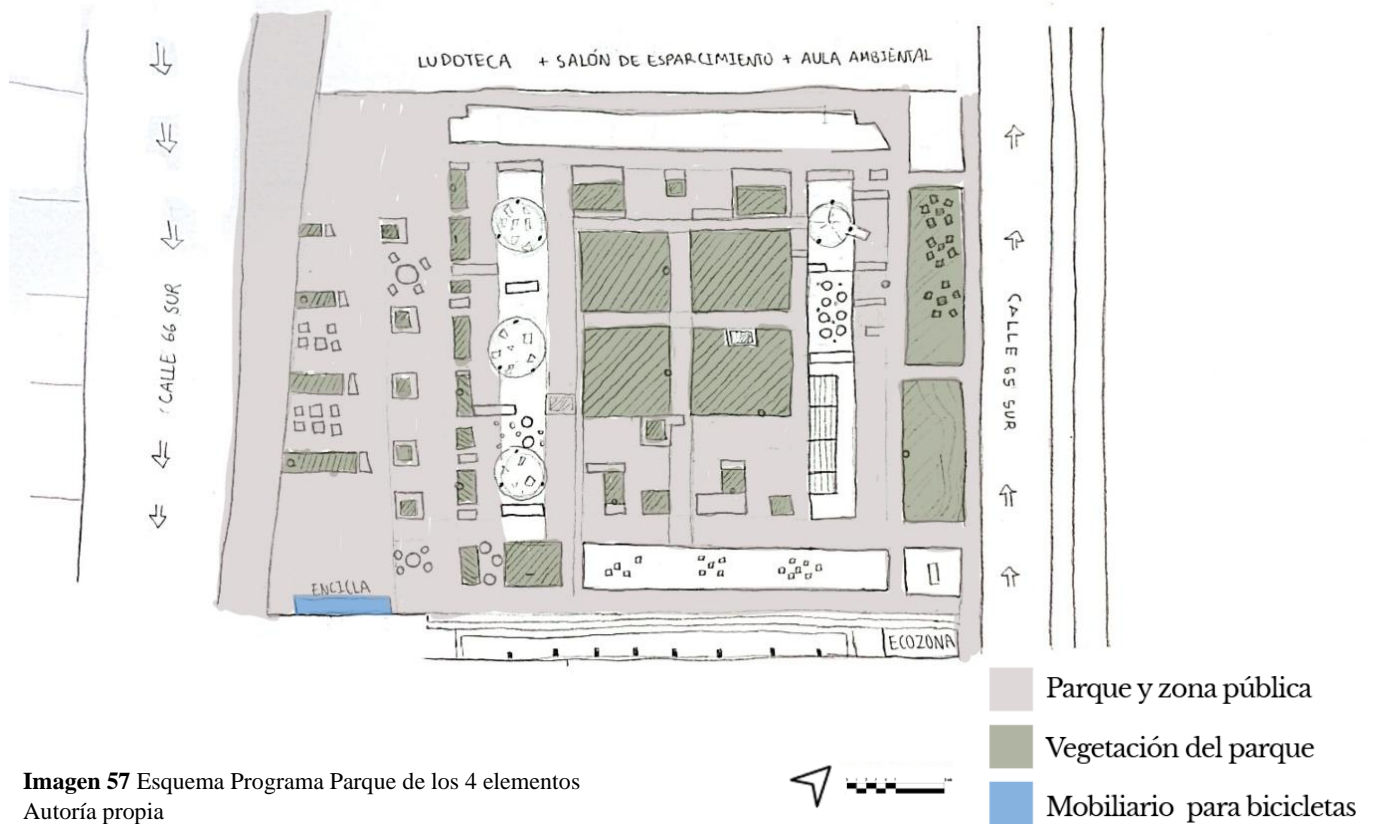 LUDOTECA + SALÓN DE ESPARCIMIENTO + AULA AMBIENTAL
CALLE 66 SUR
CALLE 65 SUR
ENCICLA
ECOZONA
Parque y zona pública
Vegetación del parque
Mobiliario para bicicletas
Imagen 57 Esquema Programa Parque de los 4 elementos
Autoría propia